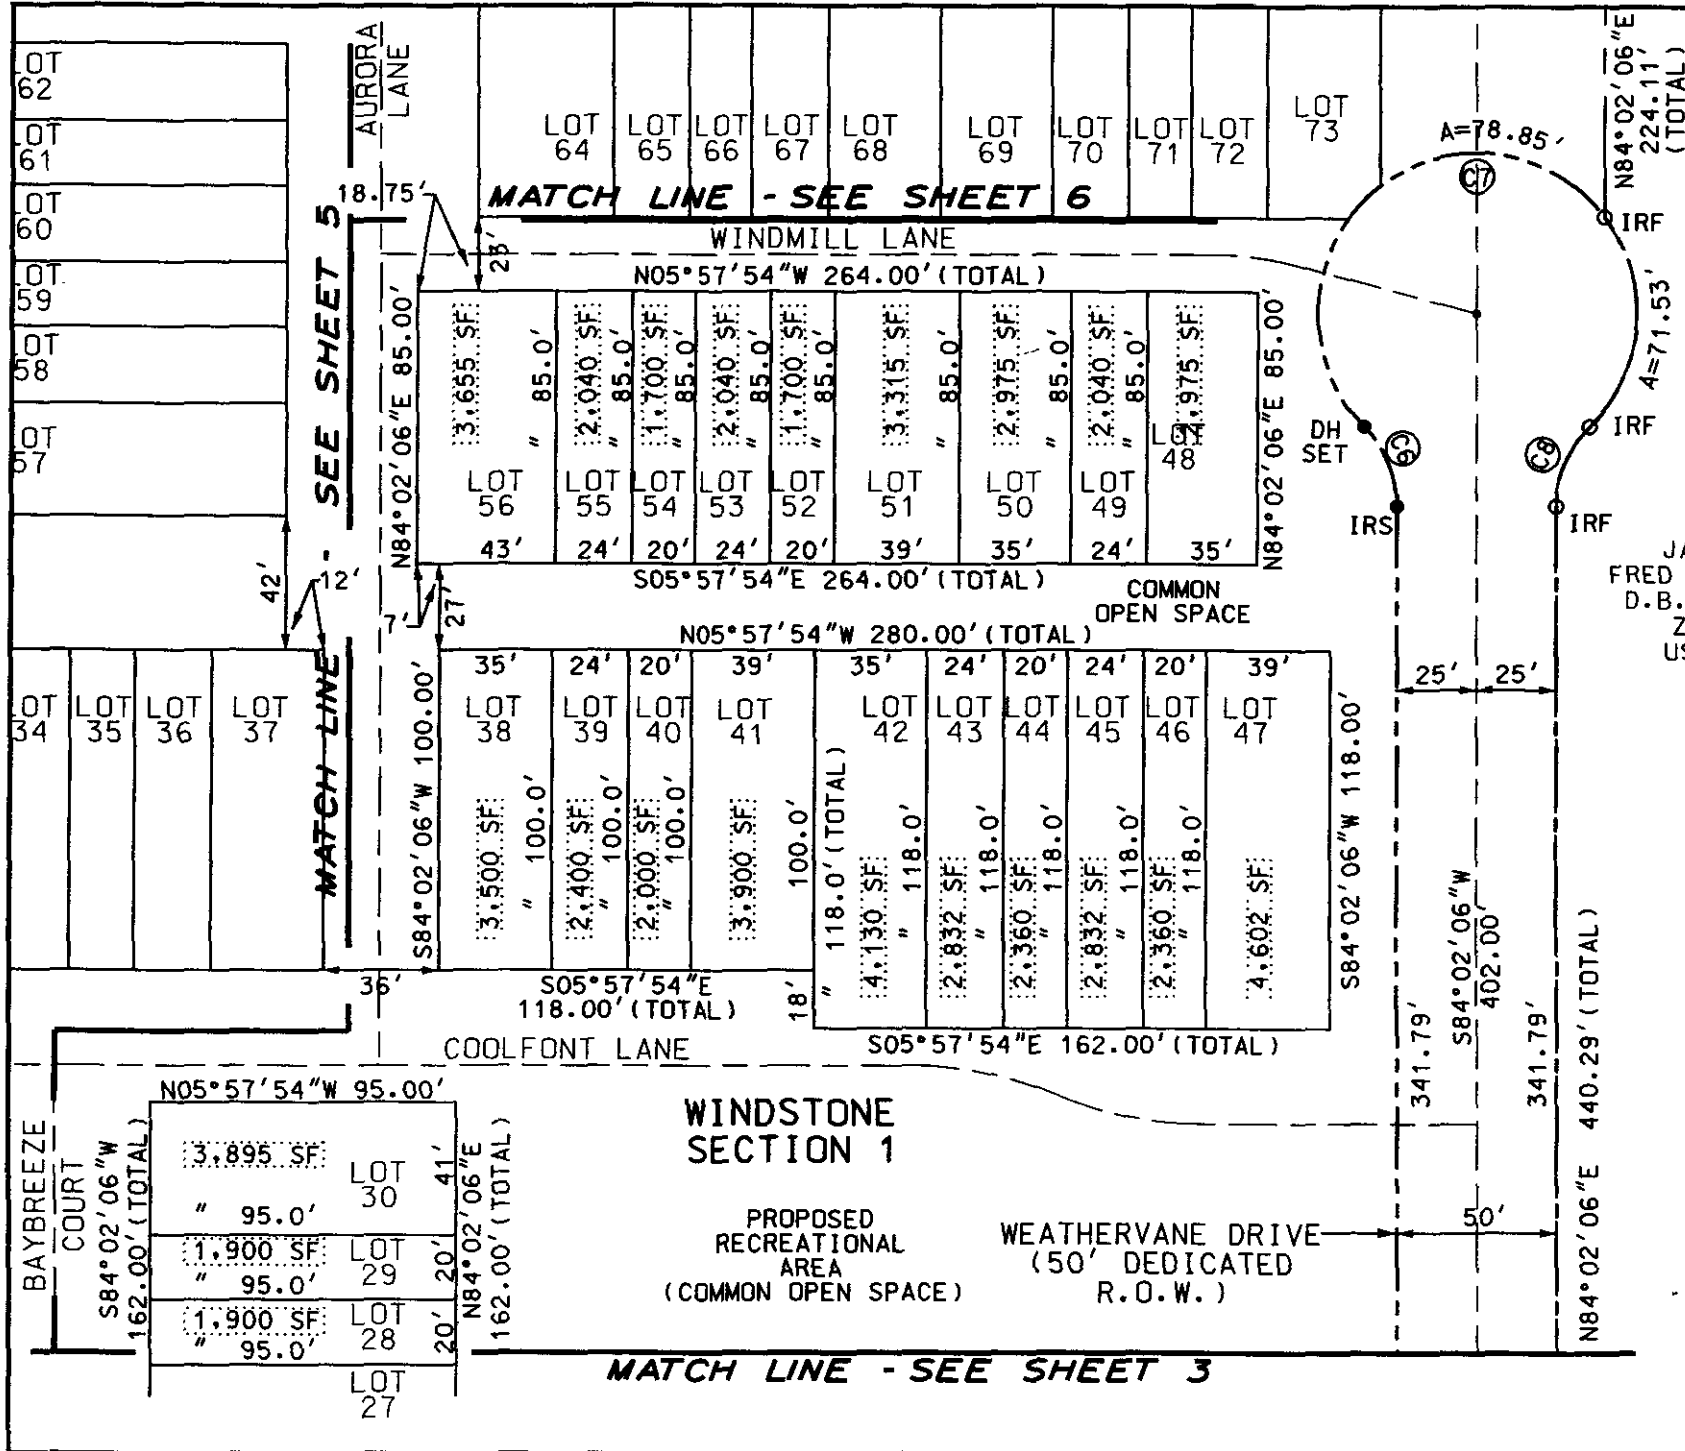 LOT
62
LOT
61
LOT
60
LOT
59
LOT
58
LOT
57
AURORA
LANE
LOT
64
LOT
65
LOT
66
LOT
67
LOT
68
LOT
69
LOT
70
LOT
71
LOT
72
LOT
73
A=78.85'
C7
N84°02'06"E
224.11'
(TOTAL)
IRF
18.75'
MATCH LINE - SEE SHEET 6
WINDMILL LANE
23'
N05°57'54"W 264.00'(TOTAL)
MATCH LINE - SEE SHEET 5
N84°02'06"E 85.00'
3,655 SF
" 85.0'
LOT
56
43'
2,040 SF
" 85.0'
LOT
55
24'
1,700 SF
" 85.0'
LOT
54
20'
2,040 SF
" 85.0'
LOT
53
24'
1,700 SF
" 85.0'
LOT
52
20'
3,315 SF
" 85.0'
LOT
51
39'
2,975 SF
" 85.0'
LOT
50
35'
2,040 SF
" 85.0'
LOT
49
24'
2,975 SF
LOT
48
35'
N84°02'06"E 85.00'
S05°57'54"E 264.00'(TOTAL)
COMMON
OPEN SPACE
DH
SET
C6
IRS
C8
IRF
4=71.53'
IRF
JA
FRED
D.B.
Z
US
42'
12'
7'
27'
N05°57'54"W 280.00'(TOTAL)
25'
25'
LOT
34
LOT
35
LOT
36
LOT
37
36'
S84°02'06"W 100.00'
35'
LOT
38
3,500 SF
" 100.0'
24'
LOT
39
2,400 SF
" 100.0'
20'
LOT
40
2,000 SF
" 100.0'
39'
LOT
41
3,900 SF
100.0'
18'
" 118.0'(TOTAL)
35'
LOT
42
4,130 SF
" 118.0'
24'
LOT
43
2,832 SF
" 118.0'
20'
LOT
44
2,360 SF
" 118.0'
24'
LOT
45
2,832 SF
" 118.0'
20'
LOT
46
2,360 SF
" 118.0'
39'
LOT
47
4,602 SF
S84°02'06"W 118.00'
S05°57'54"E
118.00'(TOTAL)
S05°57'54"E 162.00'(TOTAL)
COOLFONT LANE
341.79'
S84°02'06"W
402.00'
341.79'
N84°02'06"E 440.29'(TOTAL)
BAYBREEZE
COURT
N05°57'54"W 95.00'
S84°02'06"W
162.00'(TOTAL)
3,895 SF
" 95.0'
LOT
30
41'
1,900 SF
" 95.0'
LOT
29
20'
1,900 SF
" 95.0'
LOT
28
20'
LOT
27
N84°02'06"E
162.00'(TOTAL)
WINDSTONE
SECTION 1
PROPOSED
RECREATIONAL
AREA
(COMMON OPEN SPACE)
WEATHERVANE DRIVE
(50' DEDICATED
R.O.W.)
50'
MATCH LINE - SEE SHEET 3